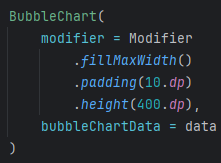 BubbleChart(
    modifier = Modifier
        .fillMaxWidth()
        .padding(10.dp)
        .height(400.dp),
    bubbleChartData = data
)